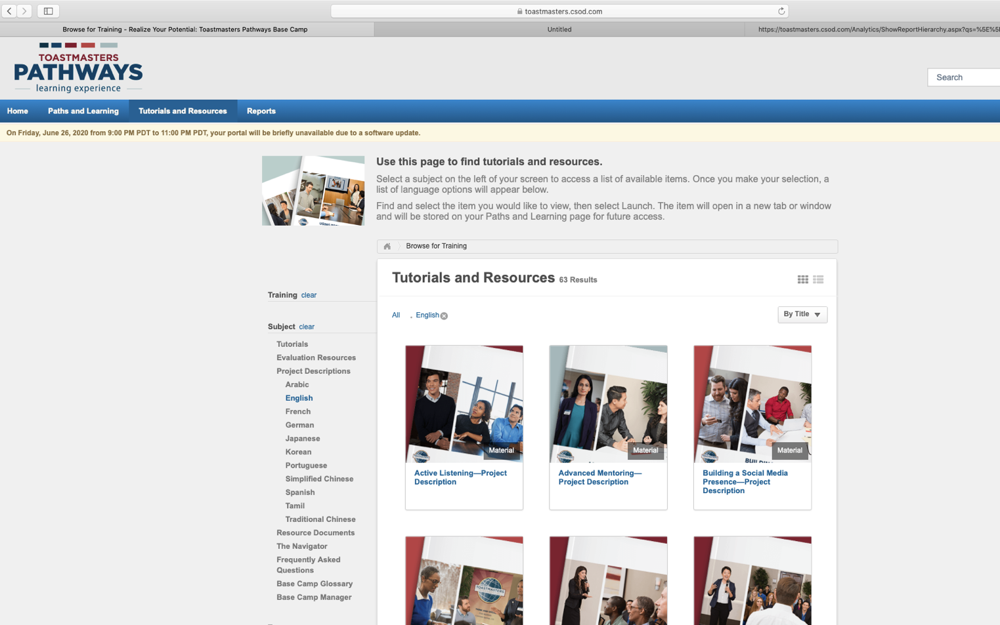 toastmasters.csod.com
Browse for Training - Realize Your Potential: Toastmasters Pathways Base Camp
Untitled
https://toastmasters.csod.com/Analytics/ShowReportHierarchy.aspx?qs=%5E%5
TOASTMASTERS
PATHWAYS
learning experience
Search
Home
Paths and Learning
Tutorials and Resources
Reports
On Friday, June 26, 2020 from 9:00 PM PDT to 11:00 PM PDT, your portal will be briefly unavailable due to a software update.
Use this page to find tutorials and resources.
Select a subject on the left of your screen to access a list of available items. Once you make your selection, a
list of language options will appear below.
Find and select the item you would like to view, then select Launch. The item will open in a new tab or window
and will be stored on your Paths and Learning page for future access.
Browse for Training
Training clear
Subject clear
Tutorials
Evaluation Resources
Project Descriptions
Arabic
English
French
German
Japanese
Korean
Portuguese
Simplified Chinese
Spanish
Tamil
Traditional Chinese
Resource Documents
The Navigator
Frequently Asked
Questions
Base Camp Glossary
Base Camp Manager
Tutorials and Resources 63 Results
All
English
By Title
Material
Active Listening—Project
Description
Material
Advanced Mentoring—
Project Description
Material
Building a Social Media
Presence—Project
Description
TOASTMASTERS